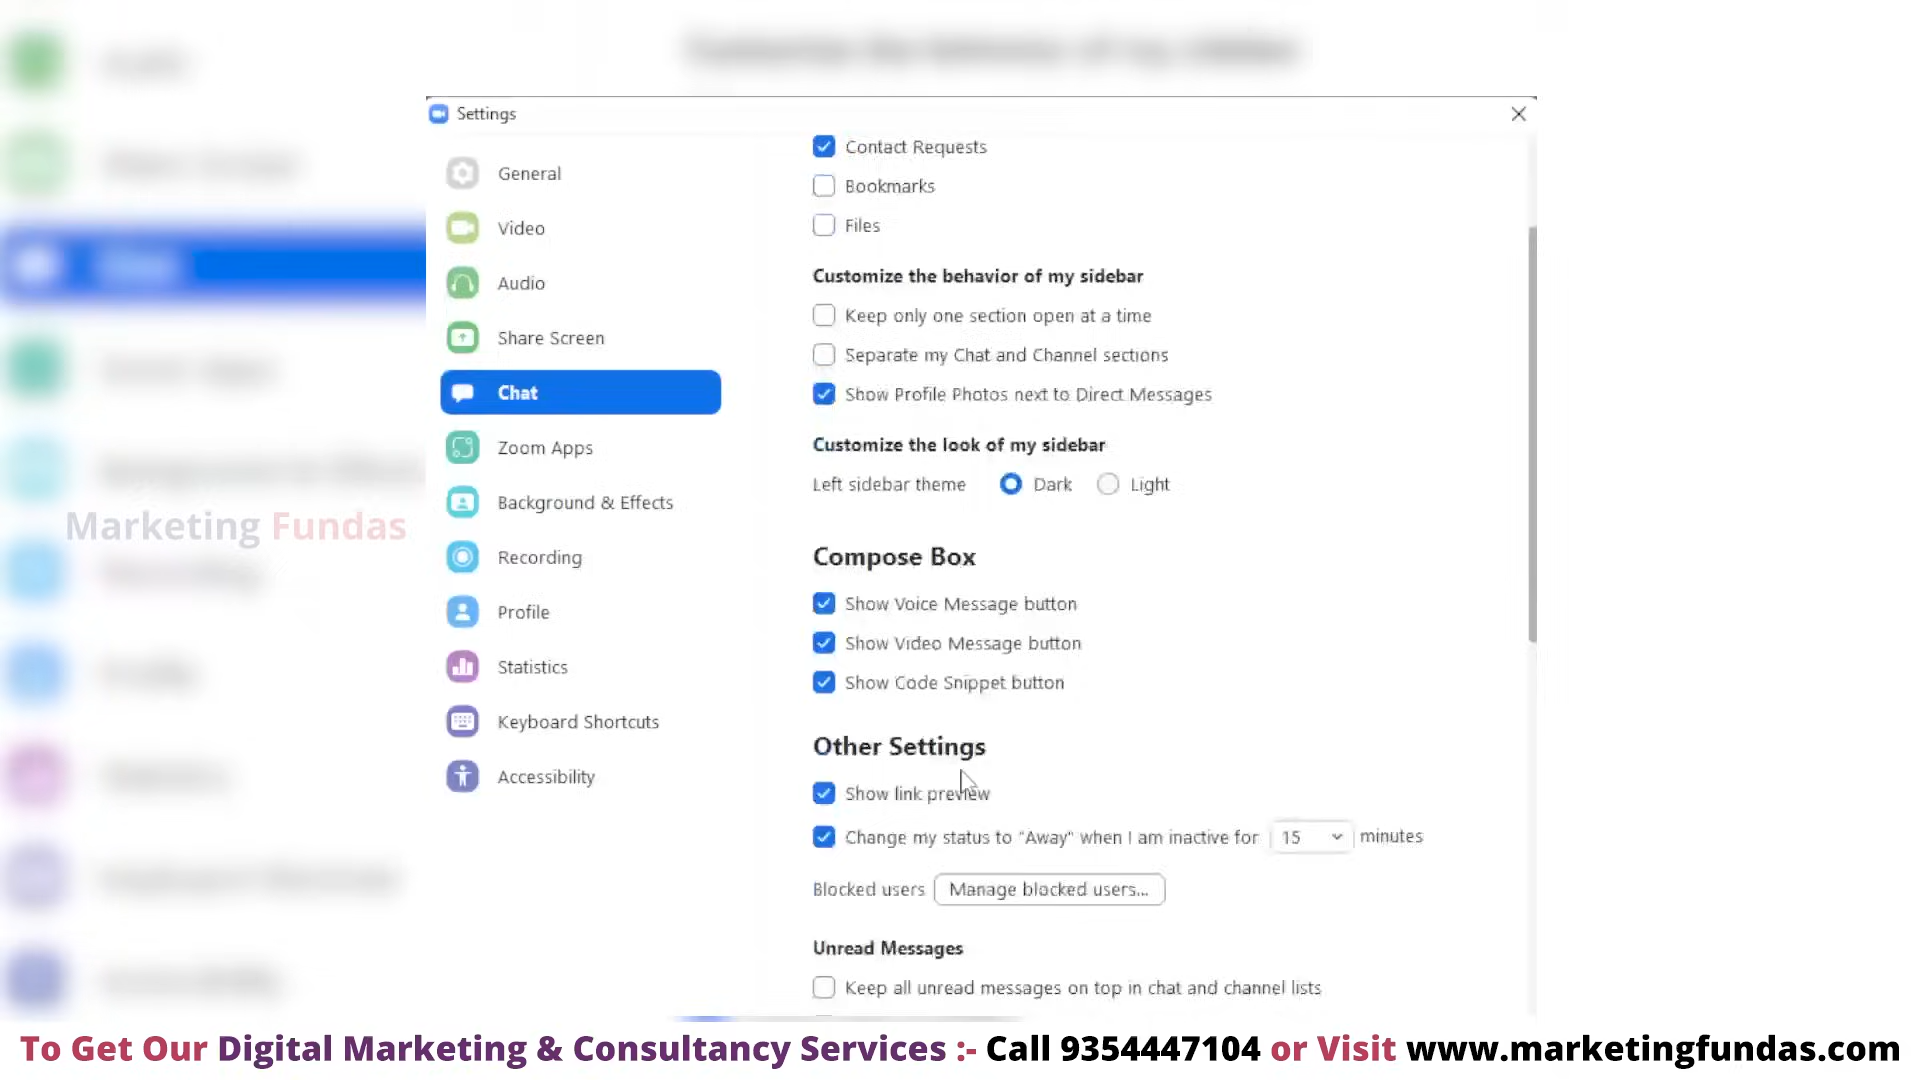 Settings
General
Video
Audio
Share Screen
Chat
Zoom Apps
Background & Effects
Recording
Profile
Statistics
Keyboard Shortcuts
Accessibility
Contact Requests
Bookmarks
Files
Customize the behavior of my sidebar
Keep only one section open at a time
Separate my Chat and Channel sections
Show Profile Photos next to Direct Messages
Customize the look of my sidebar
Left sidebar theme Dark Light
Compose Box
Show Voice Message button
Show Video Message button
Show Code Snippet button
Other Settings
Show link preview
Change my status to "Away" when I am inactive for 15 minutes
Blocked users Manage blocked users...
Unread Messages
Keep all unread messages on top in chat and channel lists
Marketing Fundas
To Get Our Digital Marketing & Consultancy Services :- Call 9354447104 or Visit www.marketingfundas.com